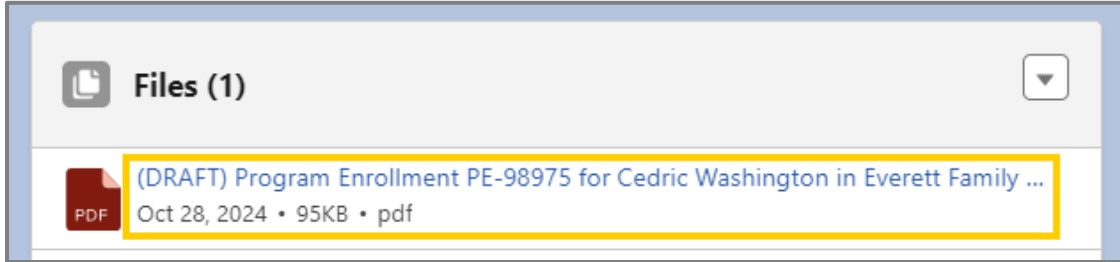 Files (1)
PDF
(DRAFT) Program Enrollment PE-98975 for Cedric Washington in Everett Family ...
Oct 28, 2024 • 95KB • pdf